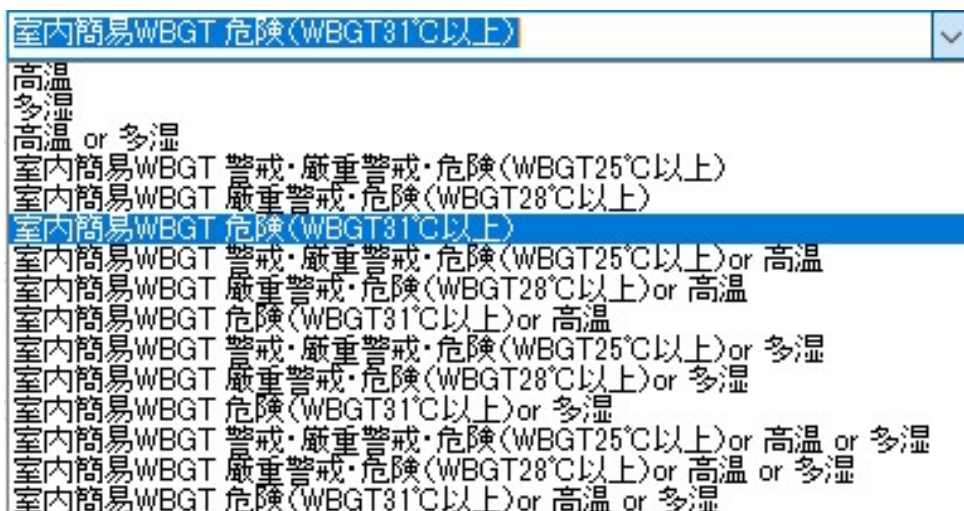 室内簡易WBGT 危険(WBGT31℃以上)
高温
多湿
高温 or 多湿
室内簡易WBGT 警戒・厳重警戒・危険(WBGT25℃以上)
室内簡易WBGT 厳重警戒・危険(WBGT28℃以上)
室内簡易WBGT 危険(WBGT31℃以上)
室内簡易WBGT 警戒・厳重警戒・危険(WBGT25℃以上)or 高温
室内簡易WBGT 厳重警戒・危険(WBGT28℃以上)or 高温
室内簡易WBGT 危険(WBGT31℃以上)or 高温
室内簡易WBGT 警戒・厳重警戒・危険(WBGT25℃以上)or 多湿
室内簡易WBGT 厳重警戒・危険(WBGT28℃以上)or 多湿
室内簡易WBGT 危険(WBGT31℃以上)or 多湿
室内簡易WBGT 警戒・厳重警戒・危険(WBGT25℃以上)or 高温 or 多湿
室内簡易WBGT 厳重警戒・危険(WBGT28℃以上)or 高温 or 多湿
室内簡易WBGT 危険(WBGT31℃以上)or 高温 or 多湿